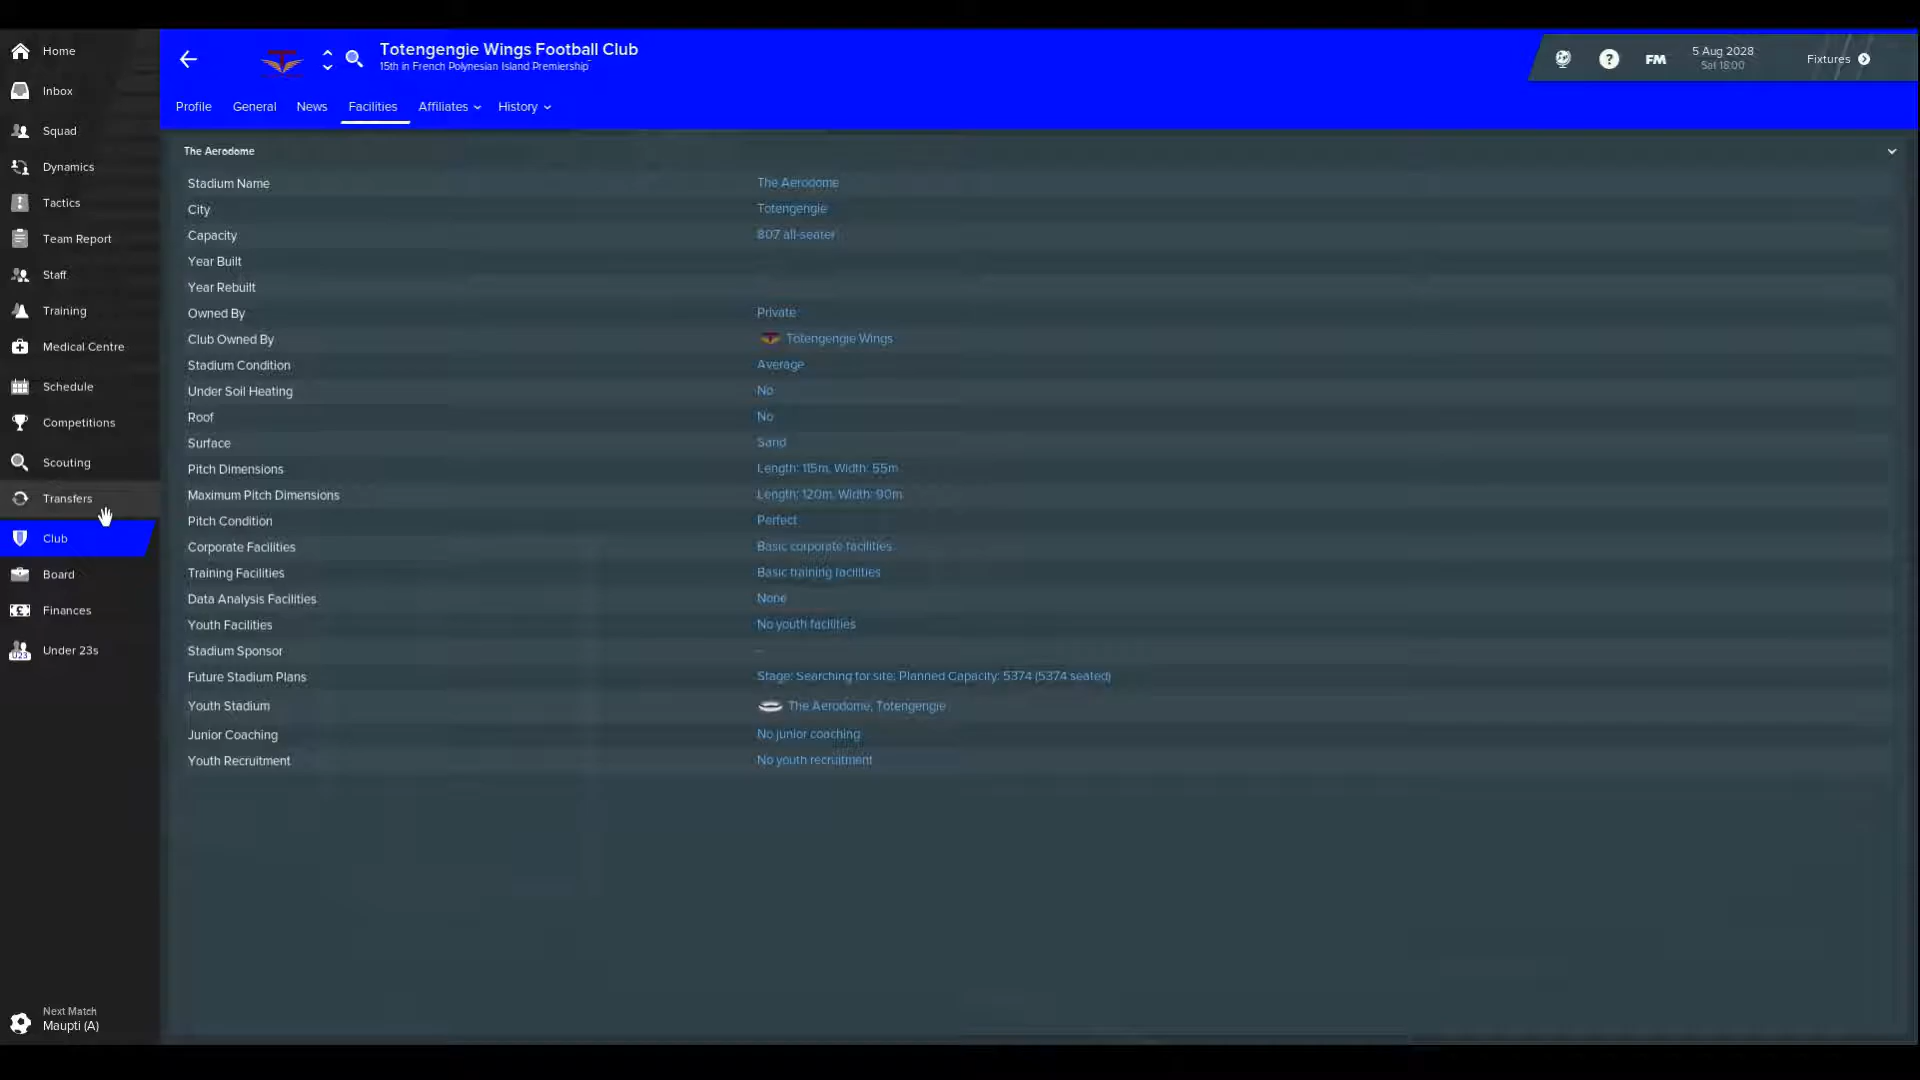 Home
Inbox
Squad
Dynamics
Tactics
Team Report
Staff
Training
Medical Centre
Schedule
Competitions
Scouting
Transfers
Club
Board
Finances
U23
Under 23s
Next Match
Maupti (A)
Totengengie Wings Football Club
15th in French Polynesian Island Premiership
?
FM
5 Aug 2028
Sat 18:00
Fixtures
Profile
General
News
Facilities
Affiliates
History
The Aerodome
Stadium Name The Aerodome
City Totengengie
Capacity 807 all-seater
Year Built
Year Rebuilt
Owned By Private
Club Owned By Totengengie Wings
Stadium Condition Average
Under Soil Heating No
Roof No
Surface Sand
Pitch Dimensions Length: 115m, Width: 55m
Maximum Pitch Dimensions Length: 120m, Width: 90m
Pitch Condition Perfect
Corporate Facilities Basic corporate facilities
Training Facilities Basic training facilities
Data Analysis Facilities None
Youth Facilities No youth facilities
Stadium Sponsor -
Future Stadium Plans Stage: Searching for site; Planned Capacity: 5374 (5374 seated)
Youth Stadium The Aerodome, Totengengie
Junior Coaching No junior coaching
Youth Recruitment No youth recruitment